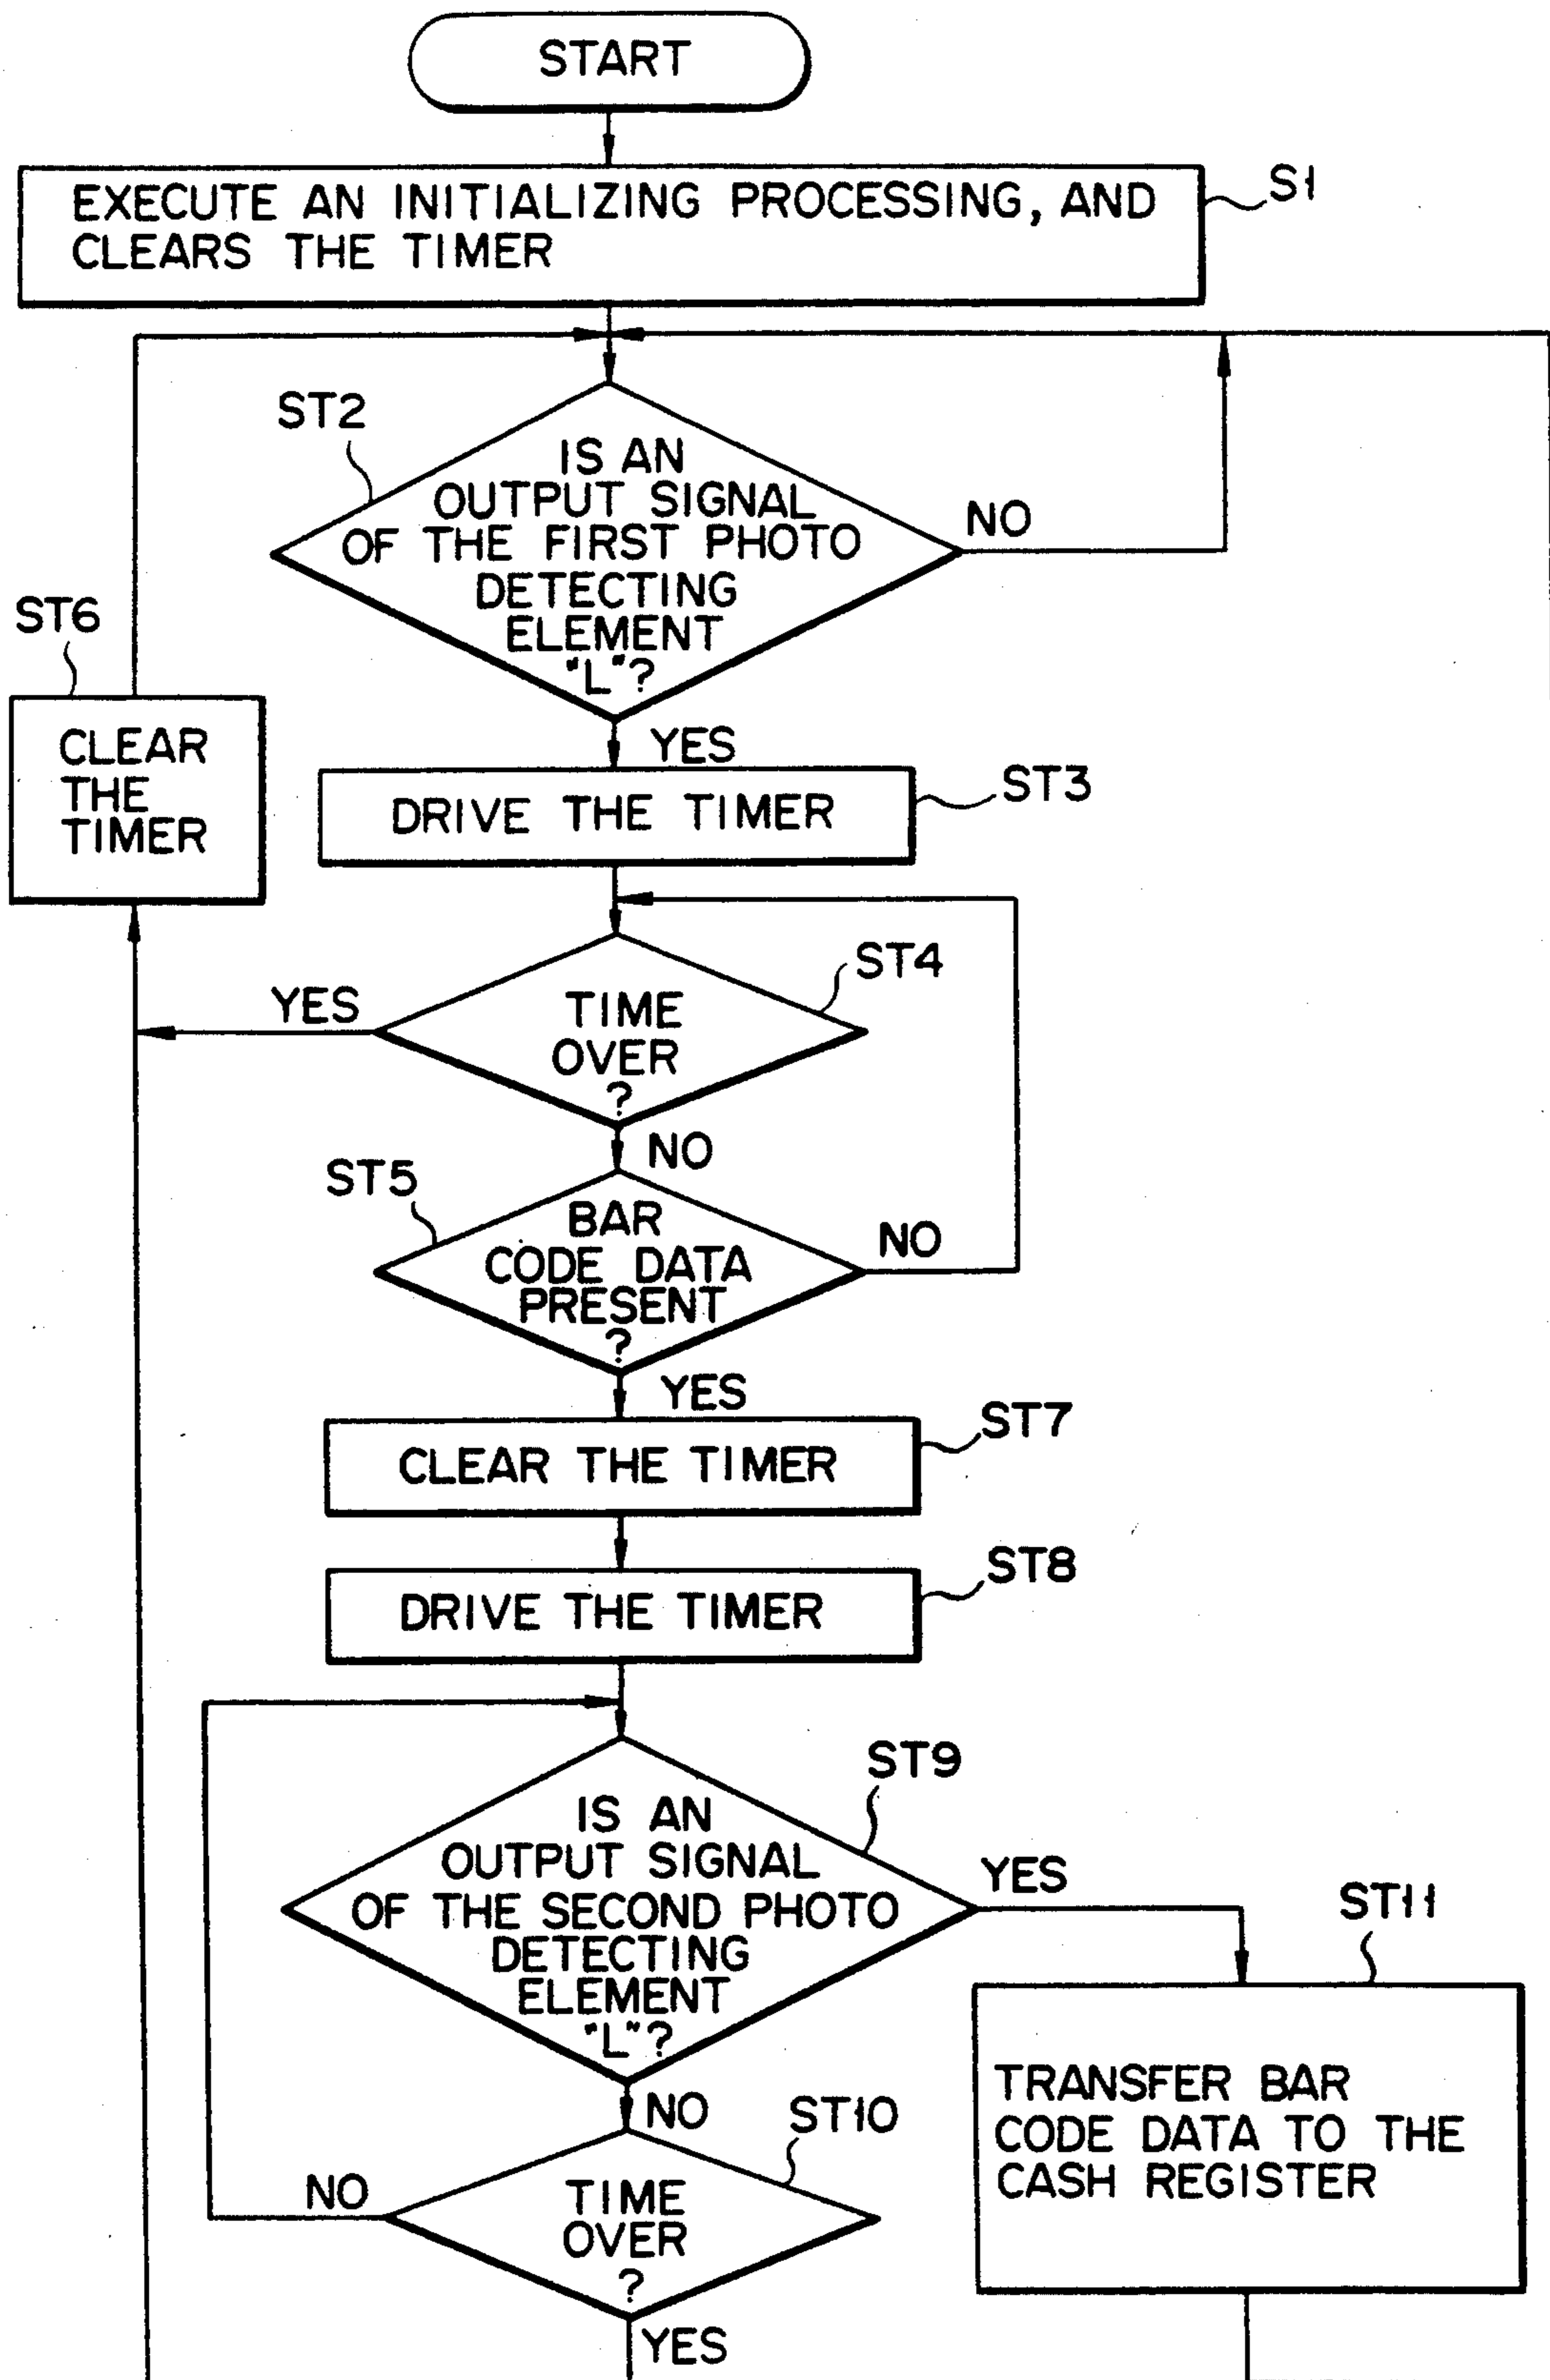 START
EXECUTE AN INITIALIZING PROCESSING, AND
CLEARS THE TIMER
S1
ST2
IS AN
OUTPUT SIGNAL
OF THE FIRST PHOTO
DETECTING
ELEMENT
"L"?
NO
YES
ST6
CLEAR
THE
TIMER
DRIVE THE TIMER
ST3
ST4
TIME
OVER
?
YES
NO
ST5
BAR
CODE DATA
PRESENT
?
NO
YES
CLEAR THE TIMER
ST7
DRIVE THE TIMER
ST8
ST9
IS AN
OUTPUT SIGNAL
OF THE SECOND PHOTO
DETECTING
ELEMENT
"L"?
YES
NO
ST11
TRANSFER BAR
CODE DATA TO THE
CASH REGISTER
ST10
TIME
OVER
?
NO
YES